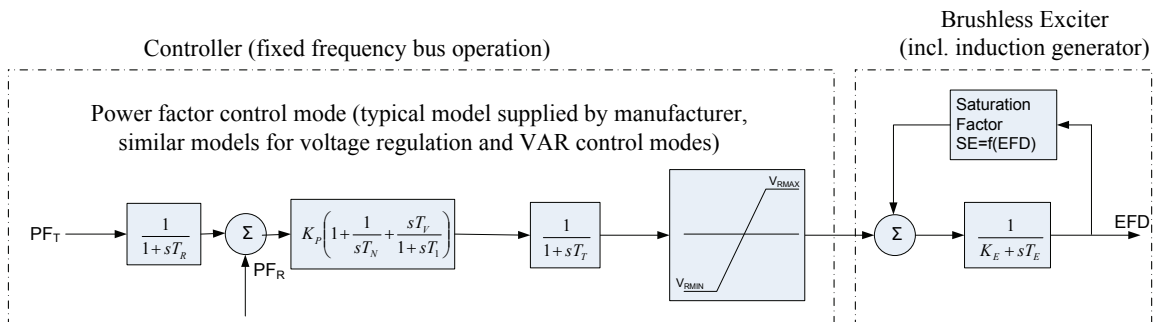 Brushless Exciter
(incl. induction generator)
Controller (fixed frequency bus operation)
Power factor control mode (typical model supplied by manufacturer,
similar models for voltage regulation and VAR control modes)
Saturation
Factor
SE=f(EFD)
V_RMAX
PF_T
1/(1+sT_R)
Σ
K_P(1+1/(sT_N)+sT_V/(1+sT_1))
1/(1+sT_T)
Σ
1/(K_E+sT_E)
EFD
PF_R
V_RMIN